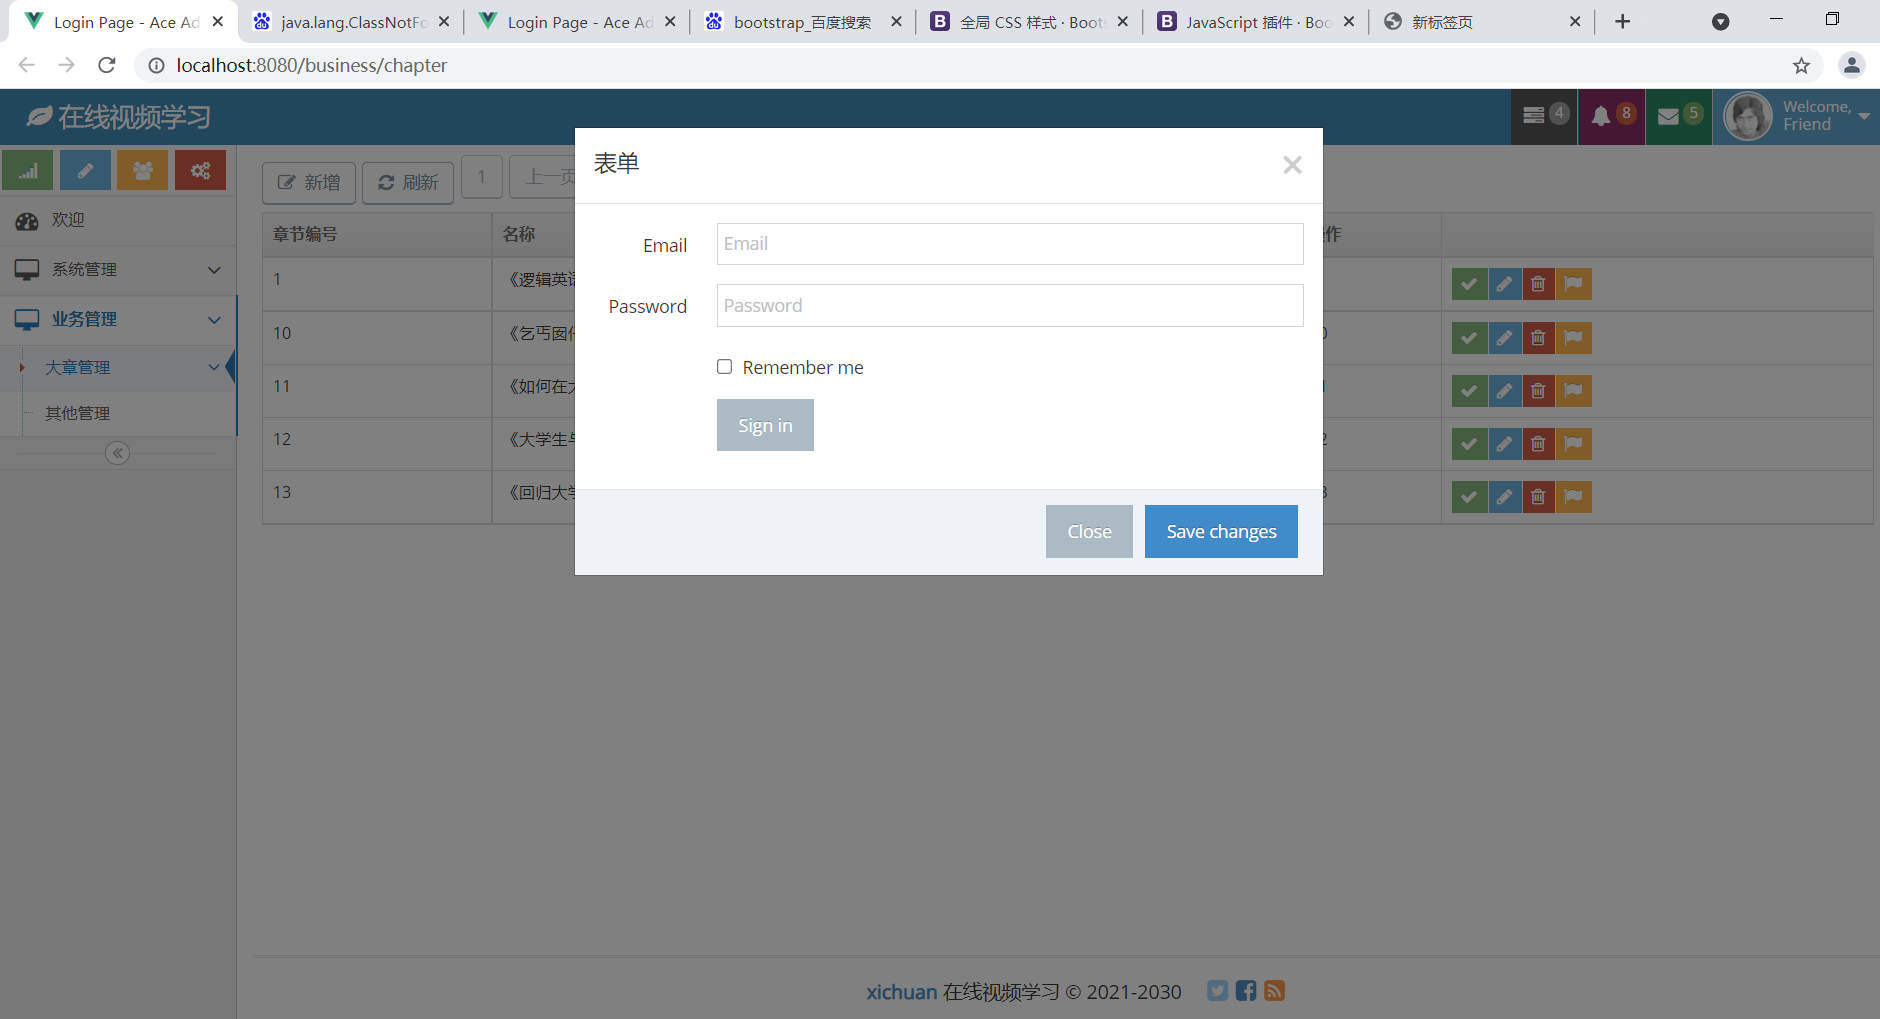 Login Page - Ace Ad
java.lang.ClassNotFo
Login Page - Ace Ad
bootstrap_百度搜索
全局 CSS 样式 · Boots
JavaScript 插件 · Boo
新标签页
localhost:8080/business/chapter
在线视频学习
4
8
5
Welcome,
Friend
新增
刷新
1
上一页
欢迎
系统管理
业务管理
大章管理
其他管理
章节编号
名称
作
1
《逻辑英语
10
《乞丐囡仔
11
《如何在大
12
《大学生与
13
《回归大学
表单
Email
Email
Password
Password
Remember me
Sign in
Close
Save changes
xichuan 在线视频学习 © 2021-2030